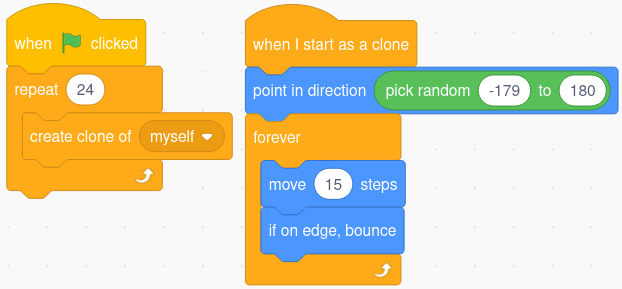 when clicked
repeat 24
create clone of myself
when I start as a clone
point in direction pick random -179 to 180
forever
move 15 steps
if on edge, bounce